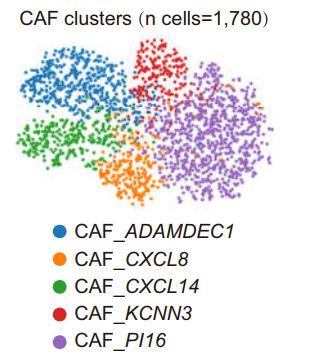 CAF clusters (n cells=1,780)
CAF_ADAMDEC1
CAF_CXCL8
CAF_CXCL14
CAF_KCNN3
CAF_PI16